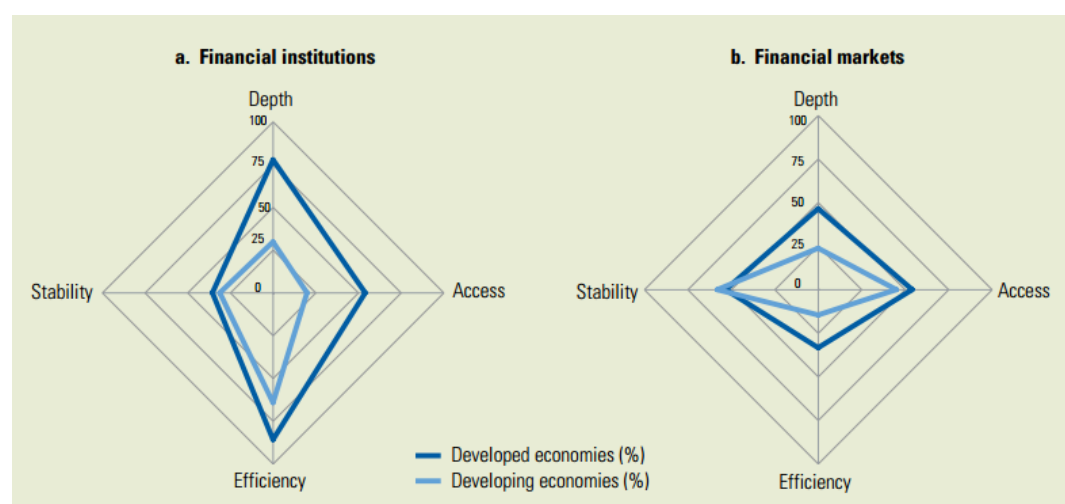 a. Financial institutions
Depth
100
75
50
25
0
Stability
Access
Efficiency
b. Financial markets
Depth
100
75
50
25
0
Stability
Access
Efficiency
Developed economies (%)
Developing economies (%)